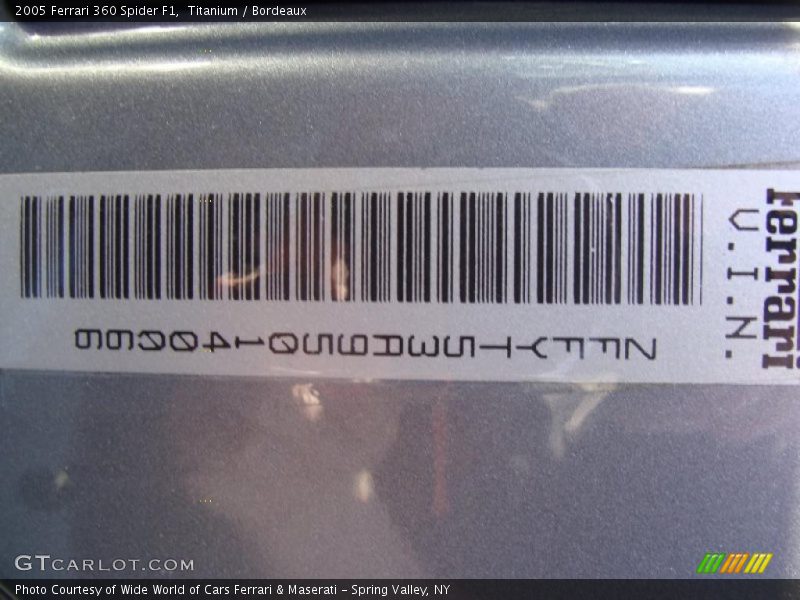 2005 Ferrari 360 Spider F1, Titanium / Bordeaux
Ferrari
V.I.N.
ZFFYT53A950140066
GTCARLOT.COM
Photo Courtesy of Wide World of Cars Ferrari & Maserati - Spring Valley, NY